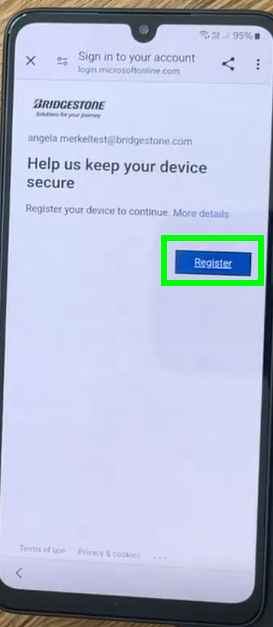 95%
Sign in to your account
login.microsoftonline.com
BRIDGESTONE
Solutions for your journey
angela merkeltest@bridgestone.com
Help us keep your device
secure
Register your device to continue. More details
Register
Terms of use Privacy & cookies ...